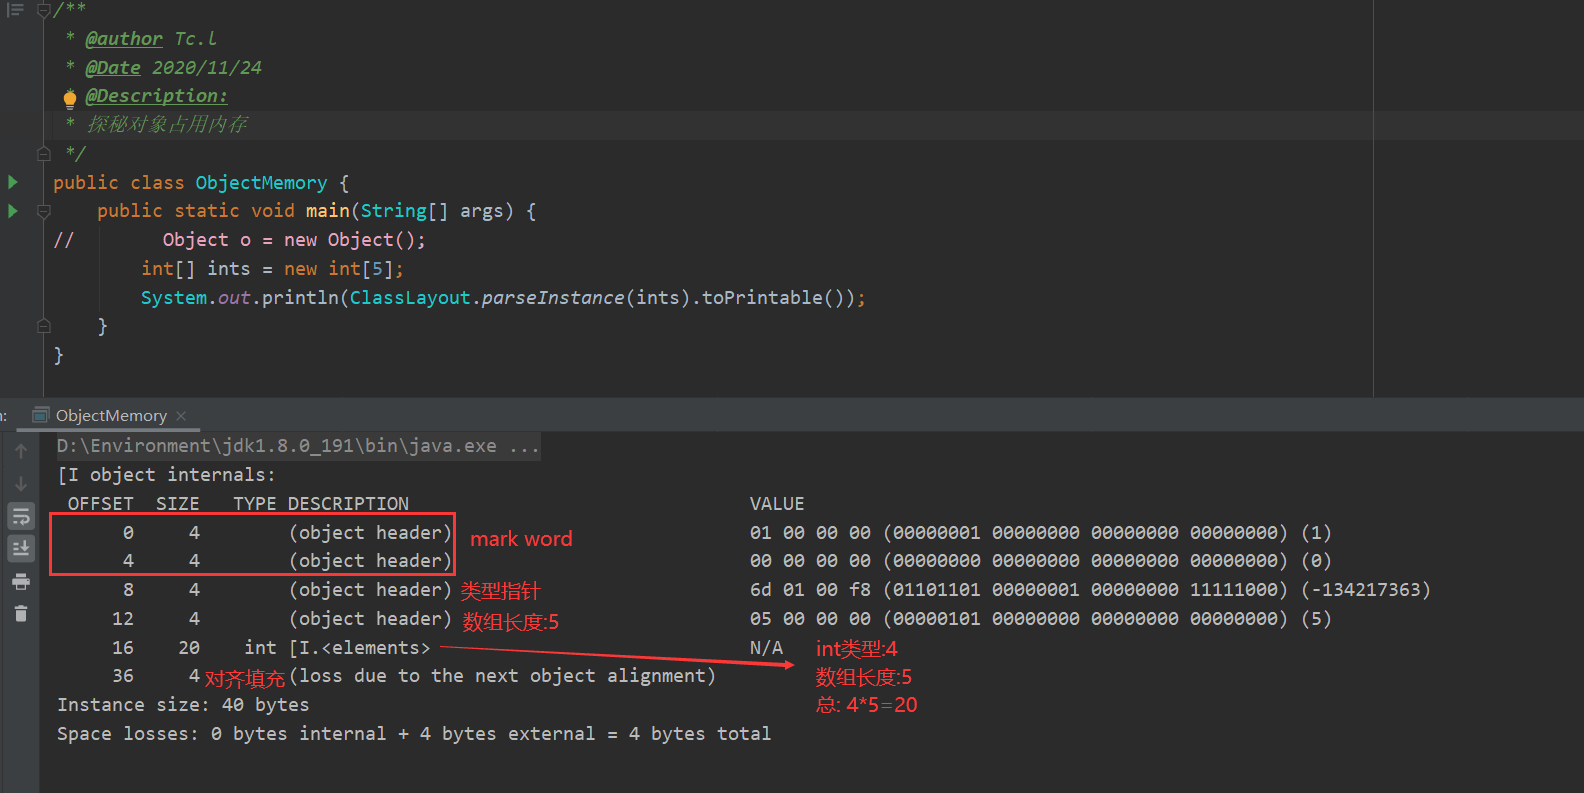 /**
* @author Tc.l
* @Date 2020/11/24
* @Description:
* 探秘对象占用内存
*/
public class ObjectMemory {
public static void main(String[] args) {
//        Object o = new Object();
int[] ints = new int[5];
System.out.println(ClassLayout.parseInstance(ints).toPrintable());
}
}
ObjectMemory ×
D:\Environment\jdk1.8.0_191\bin\java.exe ...
[I object internals:
OFFSET  SIZE   TYPE DESCRIPTION                               VALUE
0     4        (object header) mark word 01 00 00 00 (00000001 00000000 00000000 00000000) (1)
4     4        (object header) 00 00 00 00 (00000000 00000000 00000000 00000000) (0)
8     4        (object header) 类型指针 6d 01 00 f8 (01101101 00000001 00000000 11111000) (-134217363)
12     4        (object header) 数组长度:5 05 00 00 00 (00000101 00000000 00000000 00000000) (5)
16    20    int [I.<elements> N/A int类型:4
数组长度:5
36     4 对齐填充 (loss due to the next object alignment)
总: 4*5=20
Instance size: 40 bytes
Space losses: 0 bytes internal + 4 bytes external = 4 bytes total